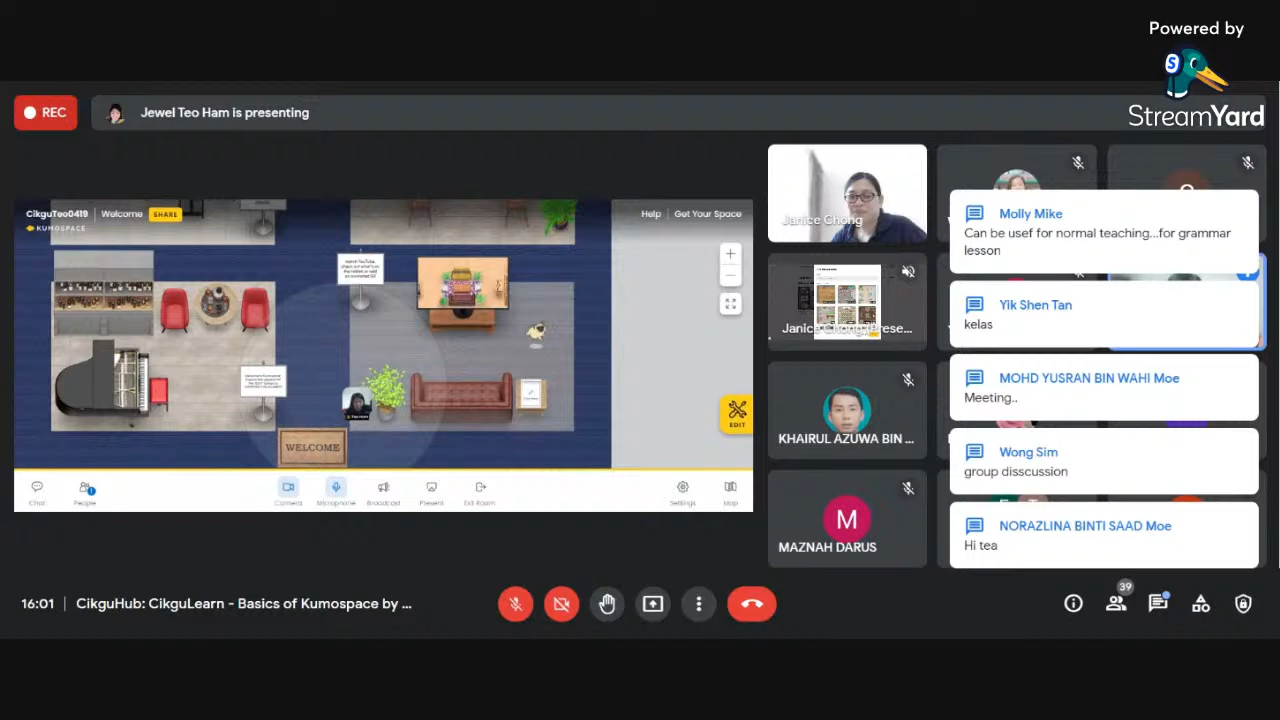 Powered by
StreamYard
REC
Jewel Teo Ham is presenting
CikguTeo0419 | Welcome SHARE
KUMOSPACE
Help | Get Your Space
WELCOME
EDIT
Chat
People
Camera
Microphone
Broadcast
Present
Exit Room
Settings
Map
Janice Chong
Janice Chong (Prese...
KHAIRUL AZUWA BIN ...
M
MAZNAH DARUS
Molly Mike
Can be usef for normal teaching...for grammar
lesson
Yik Shen Tan
kelas
MOHD YUSRAN BIN WAHI Moe
Meeting..
Wong Sim
group disscussion
NORAZLINA BINTI SAAD Moe
Hi tea
16:01 | CikguHub: CikguLearn - Basics of Kumospace by ...
39